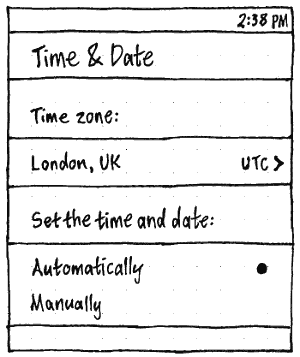 2:38 PM
Time & Date
Time zone:
London, UK UTC >
Set the time and date:
Automatically
Manually